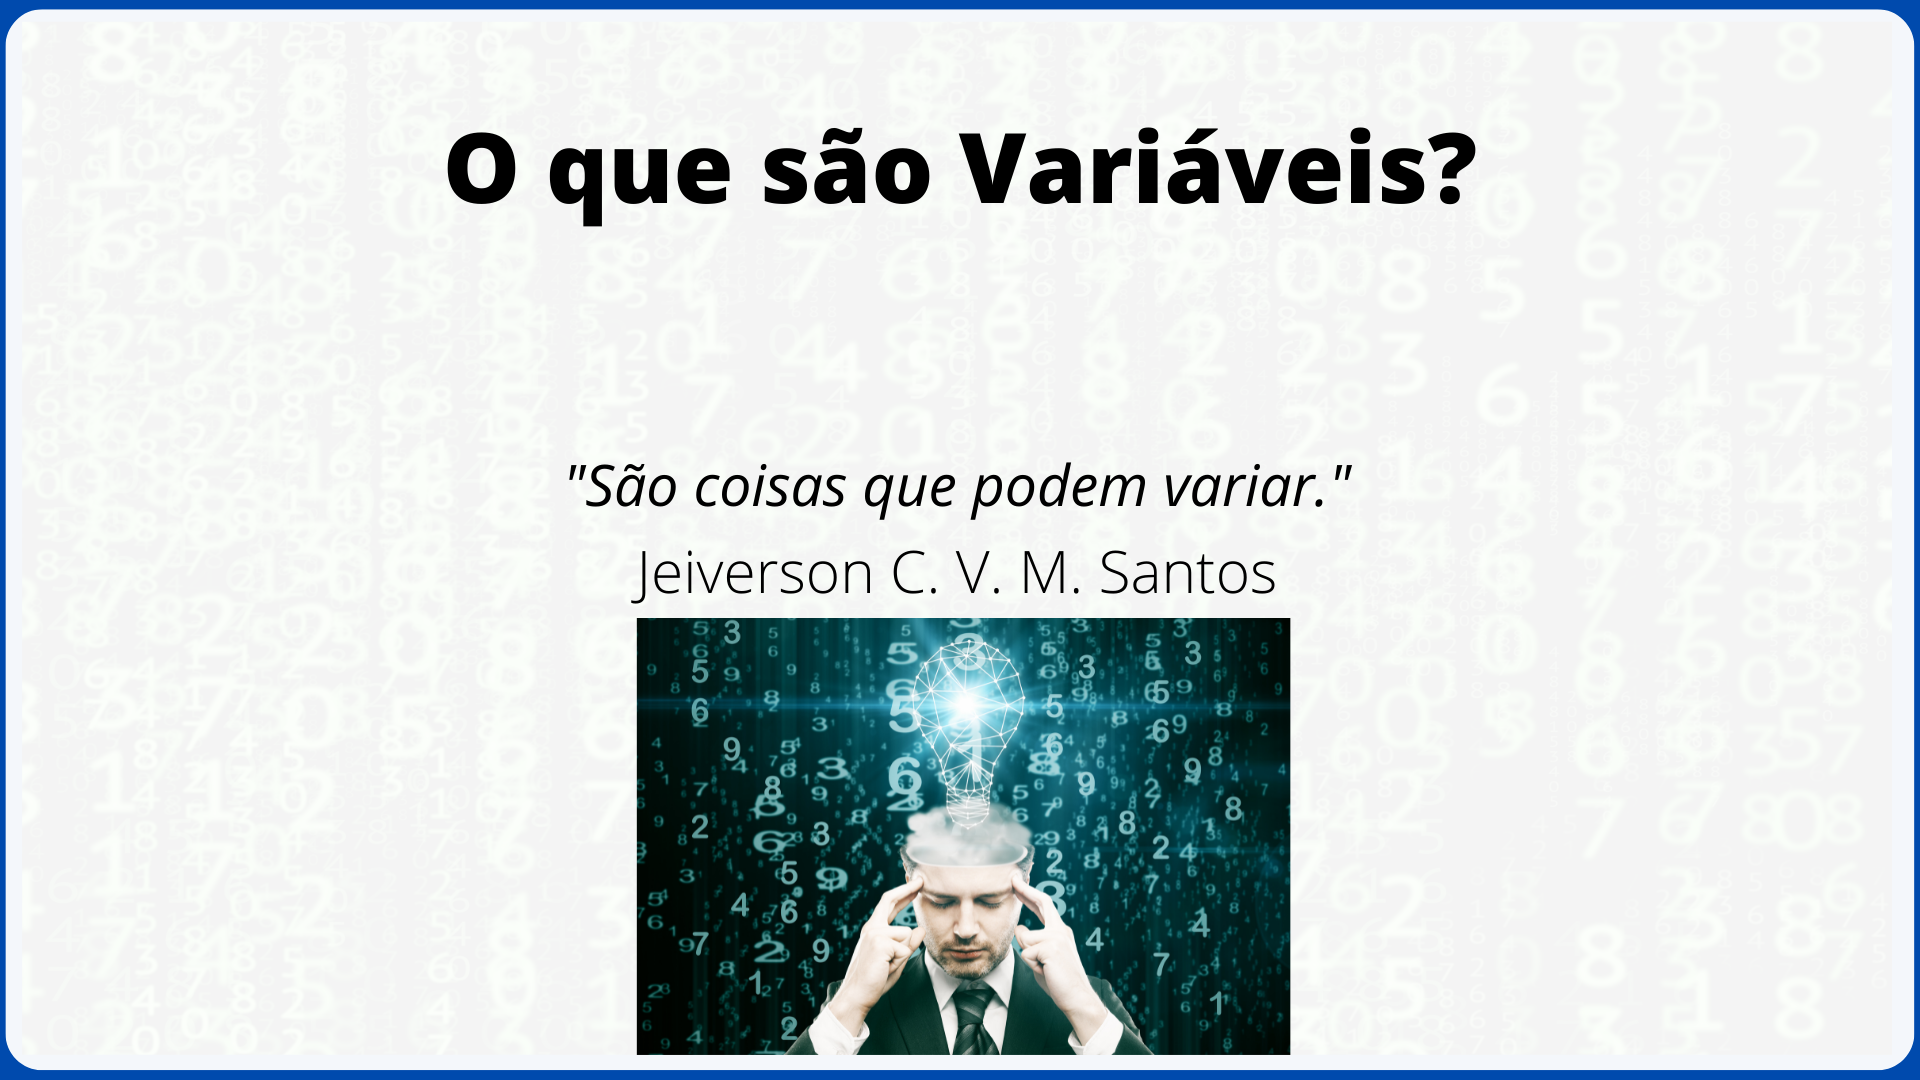 O que são Variáveis?
"São coisas que podem variar."
Jeiverson C. V. M. Santos